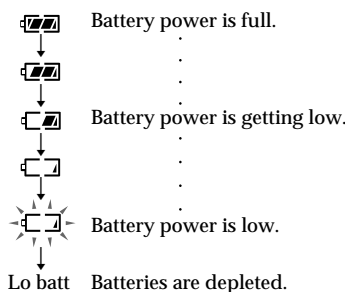 Battery power is full.
Battery power is getting low.
Battery power is low.
Lo batt Batteries are depleted.